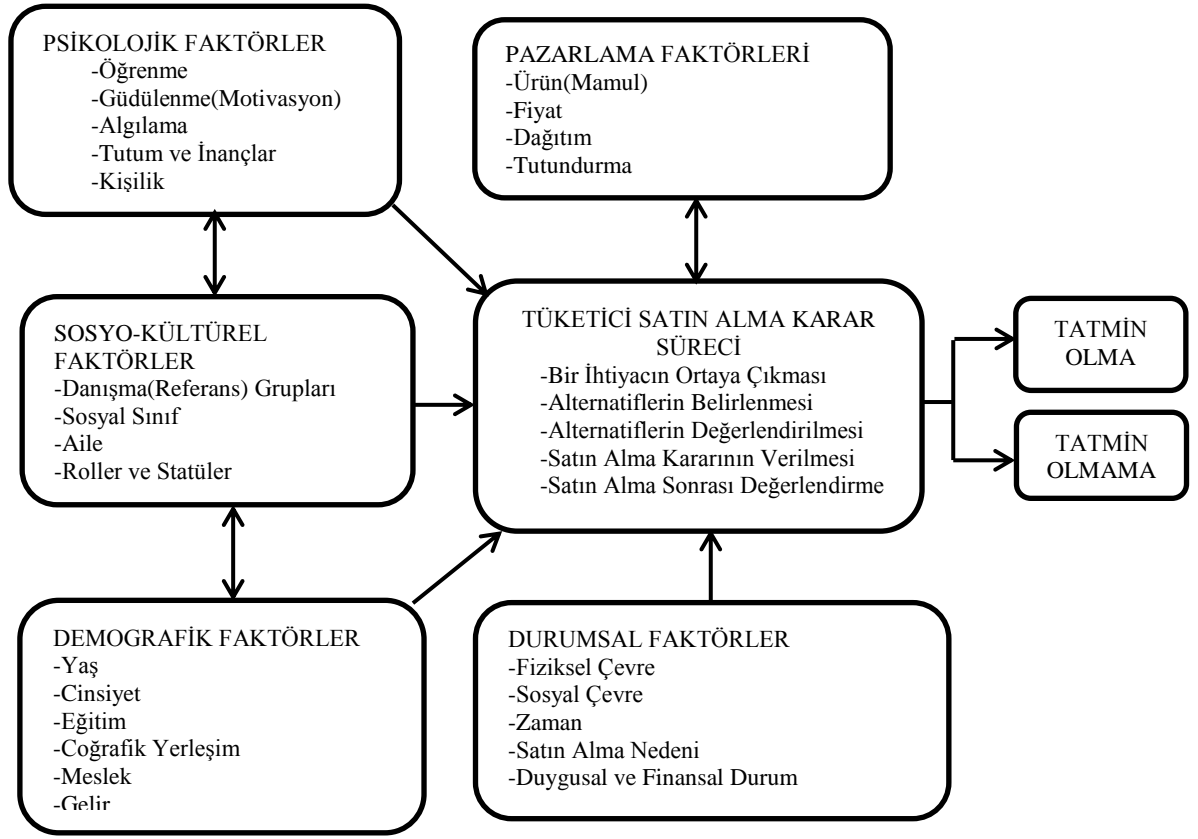 PSİKOLOJİK FAKTÖRLER
-Öğrenme
-Güdülenme(Motivasyon)
-Algılama
-Tutum ve İnançlar
-Kişilik
PAZARLAMA FAKTÖRLERİ
-Ürün(Mamul)
-Fiyat
-Dağıtım
-Tutundurma
SOSYO-KÜLTÜREL
FAKTÖRLER
-Danışma(Referans) Grupları
-Sosyal Sınıf
-Aile
-Roller ve Statüler
TÜKETİCİ SATIN ALMA KARAR
SÜRECİ
-Bir İhtiyacın Ortaya Çıkması
-Alternatiflerin Belirlenmesi
-Alternatiflerin Değerlendirilmesi
-Satın Alma Kararının Verilmesi
-Satın Alma Sonrası Değerlendirme
TATMİN
OLMA
TATMİN
OLMAMA
DEMOGRAFİK FAKTÖRLER
-Yaş
-Cinsiyet
-Eğitim
-Coğrafik Yerleşim
-Meslek
-Gelir
DURUMSAL FAKTÖRLER
-Fiziksel Çevre
-Sosyal Çevre
-Zaman
-Satın Alma Nedeni
-Duygusal ve Finansal Durum